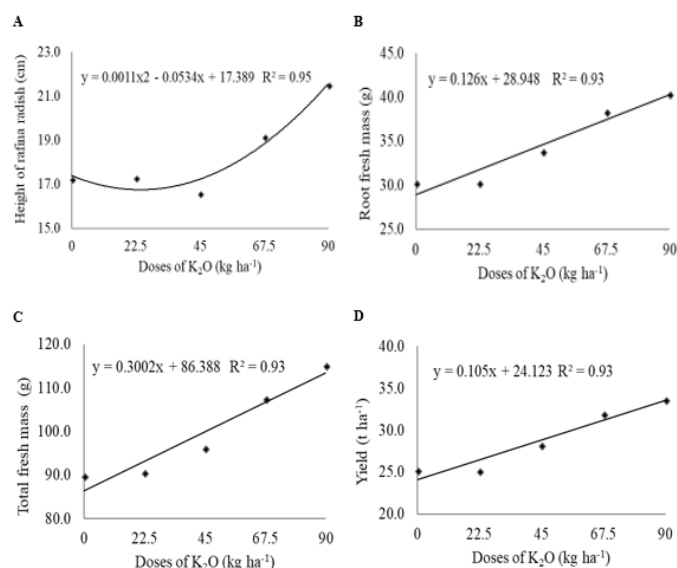 A
Height of rafina radish (cm)
23.0
21.0
19.0
17.0
15.0
y = 0.0011x2 - 0.0534x + 17.389 R² = 0.95
0 22.5 45 67.5 90
Doses of K₂O (kg ha⁻¹)
B
Root fresh mass (g)
45.0
40.0
35.0
30.0
25.0
y = 0.126x + 28.948 R² = 0.93
0 22.5 45 67.5 90
Doses of K₂O (kg ha⁻¹)
C
Total fresh mass (g)
120.0
110.0
100.0
90.0
80.0
y = 0.3002x + 86.388 R² = 0.93
0 22.5 45 67.5 90
Doses of K₂O (kg ha⁻¹)
D
Yield (t ha⁻¹)
40.0
35.0
30.0
25.0
20.0
y = 0.105x + 24.123 R² = 0.93
0 22.5 45 67.5 90
Doses of K₂O (kg ha⁻¹)